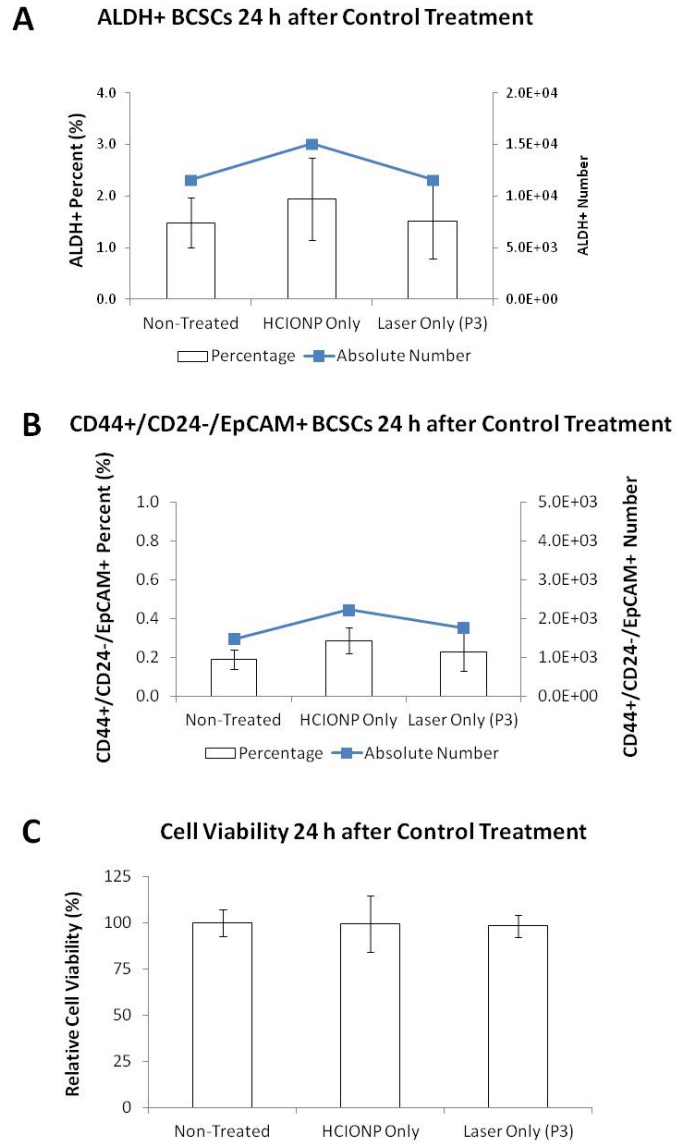 A
ALDH+ BCSCs 24 h after Control Treatment
ALDH+ Percent (%)
4.0
3.0
2.0
1.0
0.0
2.0E+04
1.5E+04
1.0E+04
5.0E+03
0.0E+00
ALDH+ Number
Non-Treated HCIONP Only Laser Only (P3)
Percentage Absolute Number
B
CD44+/CD24-/EpCAM+ BCSCs 24 h after Control Treatment
CD44+/CD24-/EpCAM+ Percent (%)
1.0
0.8
0.6
0.4
0.2
0.0
5.0E+03
4.0E+03
3.0E+03
2.0E+03
1.0E+03
0.0E+00
CD44+/CD24-/EpCAM+ Number
Non-Treated HCIONP Only Laser Only (P3)
Percentage Absolute Number
C
Cell Viability 24 h after Control Treatment
Relative Cell Viability (%)
125
100
75
50
25
0
Non-Treated HCIONP Only Laser Only (P3)